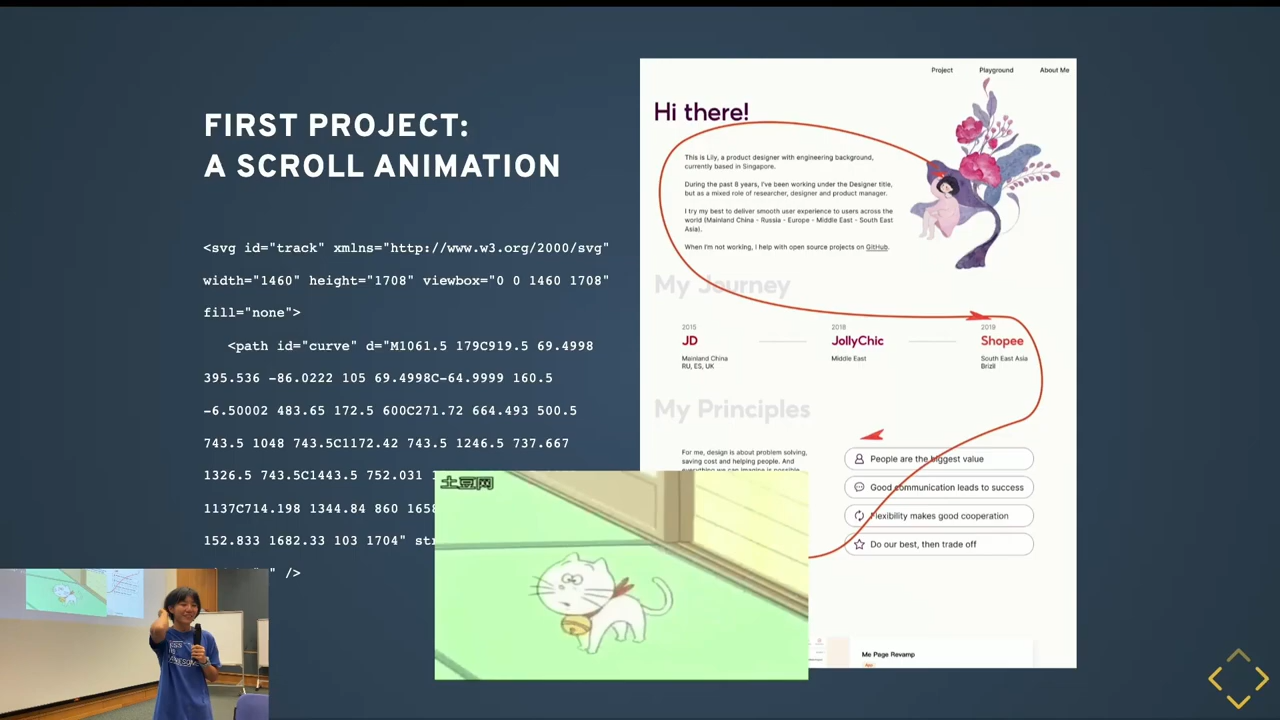 FIRST PROJECT:
A SCROLL ANIMATION
<svg id="track" xmlns="http://www.w3.org/2000/svg"
width="1460" height="1708" viewbox="0 0 1460 1708"
fill="none">
<path id="curve" d="M1061.5 179C919.5 69.4998
395.536 -84.0222 105 69.4998C-64.9999 160.5
-6.50002 483.65 172.5 600C271.72 664.493 500.5
743.5 1048 743.5C1172.42 743.5 1246.5 737.667
743.5C1443.5 752.031
1137C714.198 1344.84 860
152.833 1682.33 103 1704"
" />
Project Playground About Me
Hi there!
This is Lily, a product designer with engineering background,
currently based in Singapore.
During the past 8 years, I've been working under the Designer title,
but as a mixed role of researcher, designer and product manager.
I try my best to deliver smooth user experience to users across the
world (Mainland China - Russia - Europe - Middle East - South East
Asia).
When I'm not working, I help with open source projects on GitHub.
My Journey
2015 2018 2019
JD JollyChic Shopee
Mainland China Middle East South East Asia
RU, ES, UK Brizil
My Principles
For me, design is about problem solving,
saving cost and helping people. And
everything we can imagine is possible
People are the biggest value
Good communication leads to success
Flexibility makes good cooperation
Do our best, then trade off
土豆网
Me Page Revamp
App